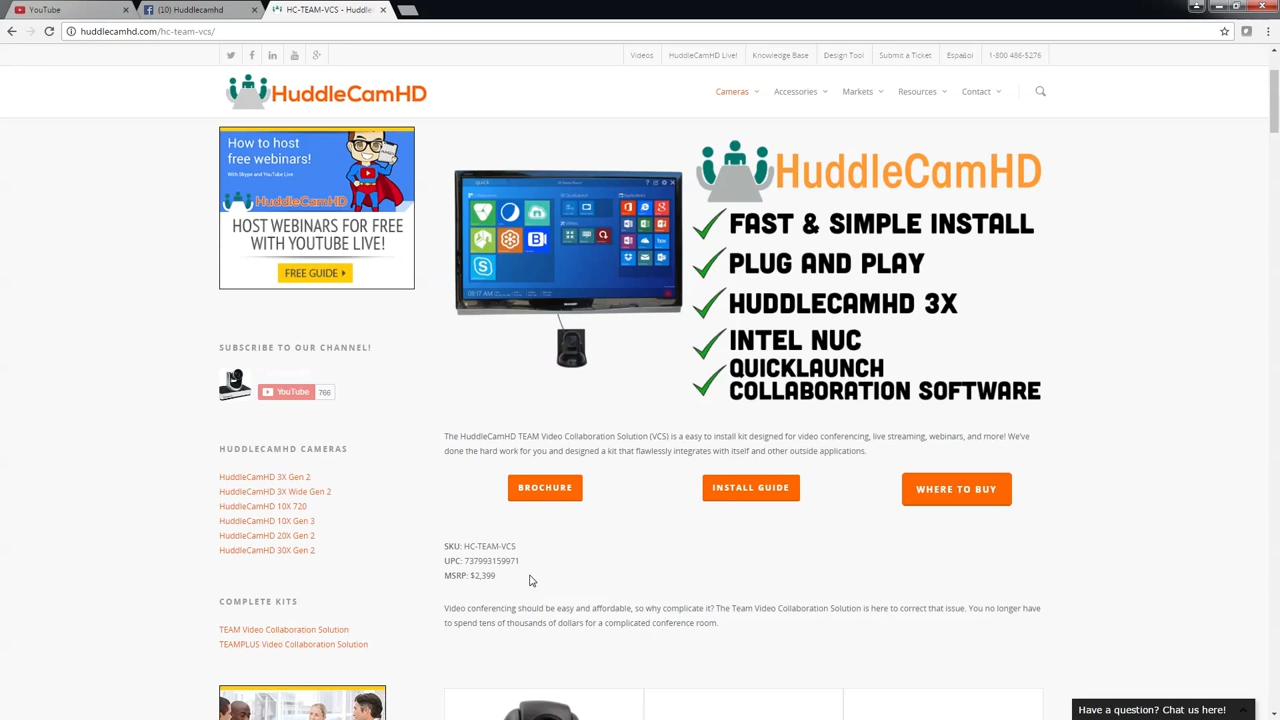 YouTube
(10) Huddlecamhd
HC-TEAM-VCS - Huddle
huddlecamhd.com/hc-team-vcs/
Videos
HuddleCamHD Live!
Knowledge Base
Design Tool
Submit a Ticket
Español
1-800 486-5276
HuddleCamHD
Cameras
Accessories
Markets
Resources
Contact
How to host
free webinars!
With Skype and YouTube Live
HuddleCamHD
HOST WEBINARS FOR FREE
WITH YOUTUBE LIVE!
FREE GUIDE
SUBSCRIBE TO OUR CHANNEL!
YouTube 766
HUDDLECAMHD CAMERAS
HuddleCamHD 3X Gen 2
HuddleCamHD 3X Wide Gen 2
HuddleCamHD 10X 720
HuddleCamHD 10X Gen 3
HuddleCamHD 20X Gen 2
HuddleCamHD 30X Gen 2
COMPLETE KITS
TEAM Video Collaboration Solution
TEAMPLUS Video Collaboration Solution
08:17 AM
HuddleCamHD
FAST & SIMPLE INSTALL
PLUG AND PLAY
HUDDLECAMHD 3X
INTEL NUC
QUICKLAUNCH
COLLABORATION SOFTWARE
The HuddleCamHD TEAM Video Collaboration Solution (VCS) is a easy to install kit designed for video conferencing, live streaming, webinars, and more! We've
done the hard work for you and designed a kit that flawlessly integrates with itself and other outside applications.
BROCHURE
INSTALL GUIDE
WHERE TO BUY
SKU: HC-TEAM-VCS
UPC: 737993159971
MSRP: $2,399
Video conferencing should be easy and affordable, so why complicate it? The Team Video Collaboration Solution is here to correct that issue. You no longer have
to spend tens of thousands of dollars for a complicated conference room.
Have a question? Chat us here!